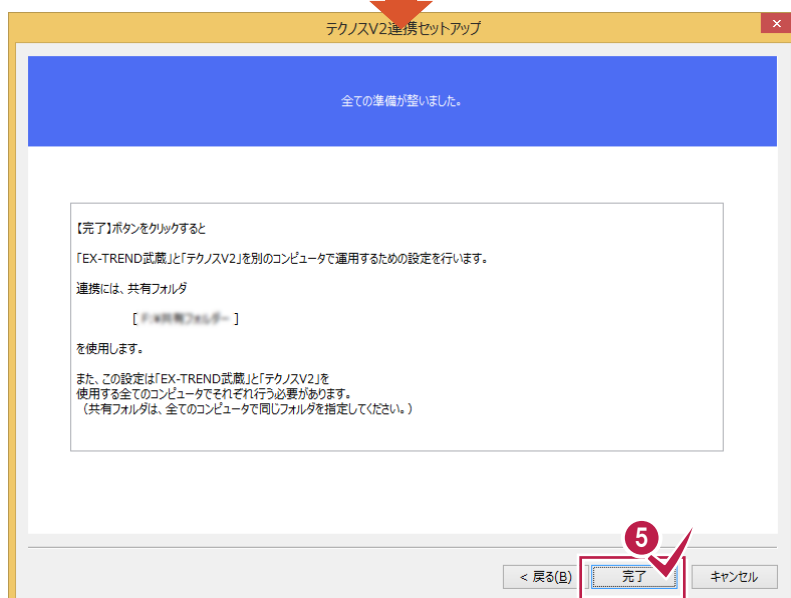 テクノスV2連携セットアップ
全ての準備が整いました。
【完了】ボタンをクリックすると
「EX-TREND武蔵」と「テクノスV2」を別のコンピュータで運用するための設定を行います。
連携には、共有フォルダ
[ ]
を使用します。
また、この設定は「EX-TREND武蔵」と「テクノスV2」を
使用する全てのコンピュータでそれぞれ行う必要があります。
（共有フォルダは、全てのコンピュータで同じフォルダを指定してください。）
5
< 戻る(B) 完了 キャンセル